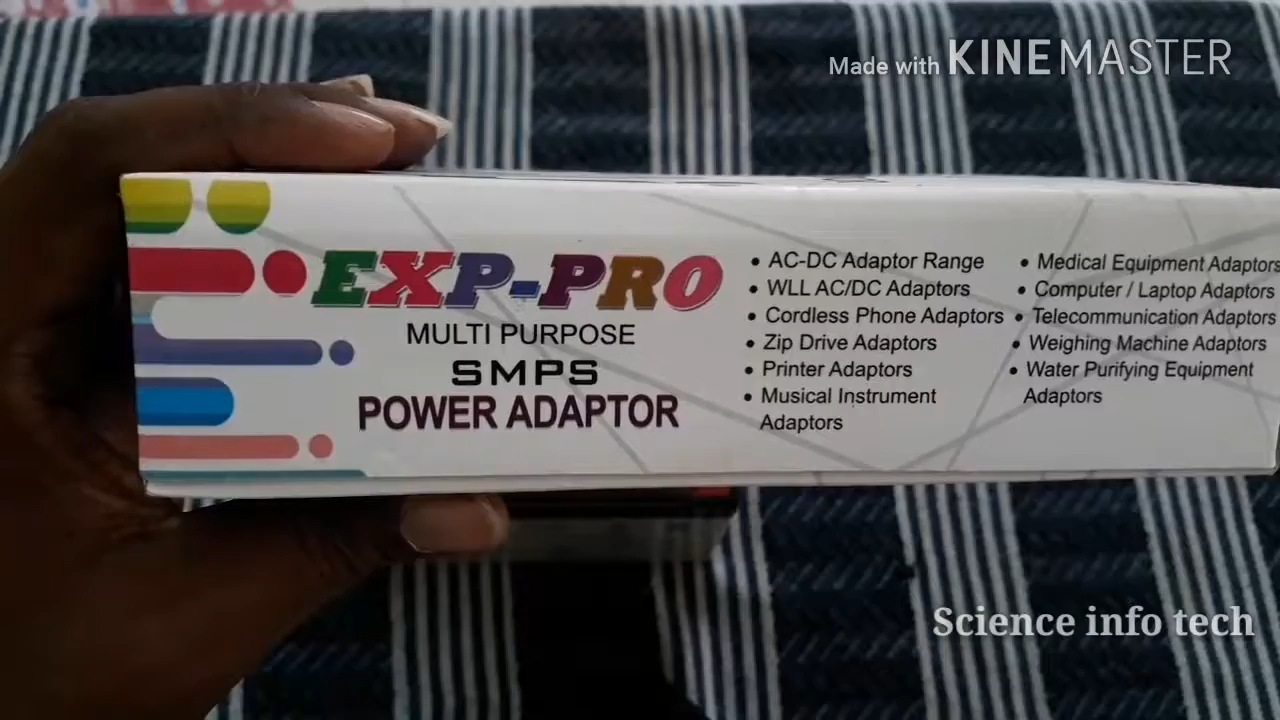 Made with KINEMASTER
EXP-PRO
MULTI PURPOSE
SMPS
POWER ADAPTOR
• AC-DC Adaptor Range
• WLL AC/DC Adaptors
• Cordless Phone Adaptors
• Zip Drive Adaptors
• Printer Adaptors
• Musical Instrument
Adaptors
• Medical Equipment Adaptors
• Computer / Laptop Adaptors
• Telecommunication Adaptors
• Weighing Machine Adaptors
• Water Purifying Equipment
Adaptors
Science info tech